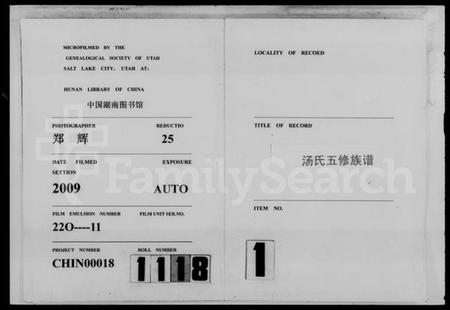 MICROFILMED BY THE
GENEALOGICAL SOCIETY OF UTAH
SALT LAKE CITY, UTAH AT:
HUNAN LIBRARY OF CHINA
中国湖南图书馆
PHOTOGRAPHER REDUCTIO
郑 辉 25
DATE FILMED EXPOSURE
SETTION
2009 AUTO
FILM EMULSION NUMBER FILM UNIT SER.NO.
22O----11
PROJECT NUMBER ROLL NUMBER
CHIN00018 1118
LOCALITY OF RECOED
TITLE OF RECORD
汤氏五修族谱
ITEM NO.
1
FamilySearch